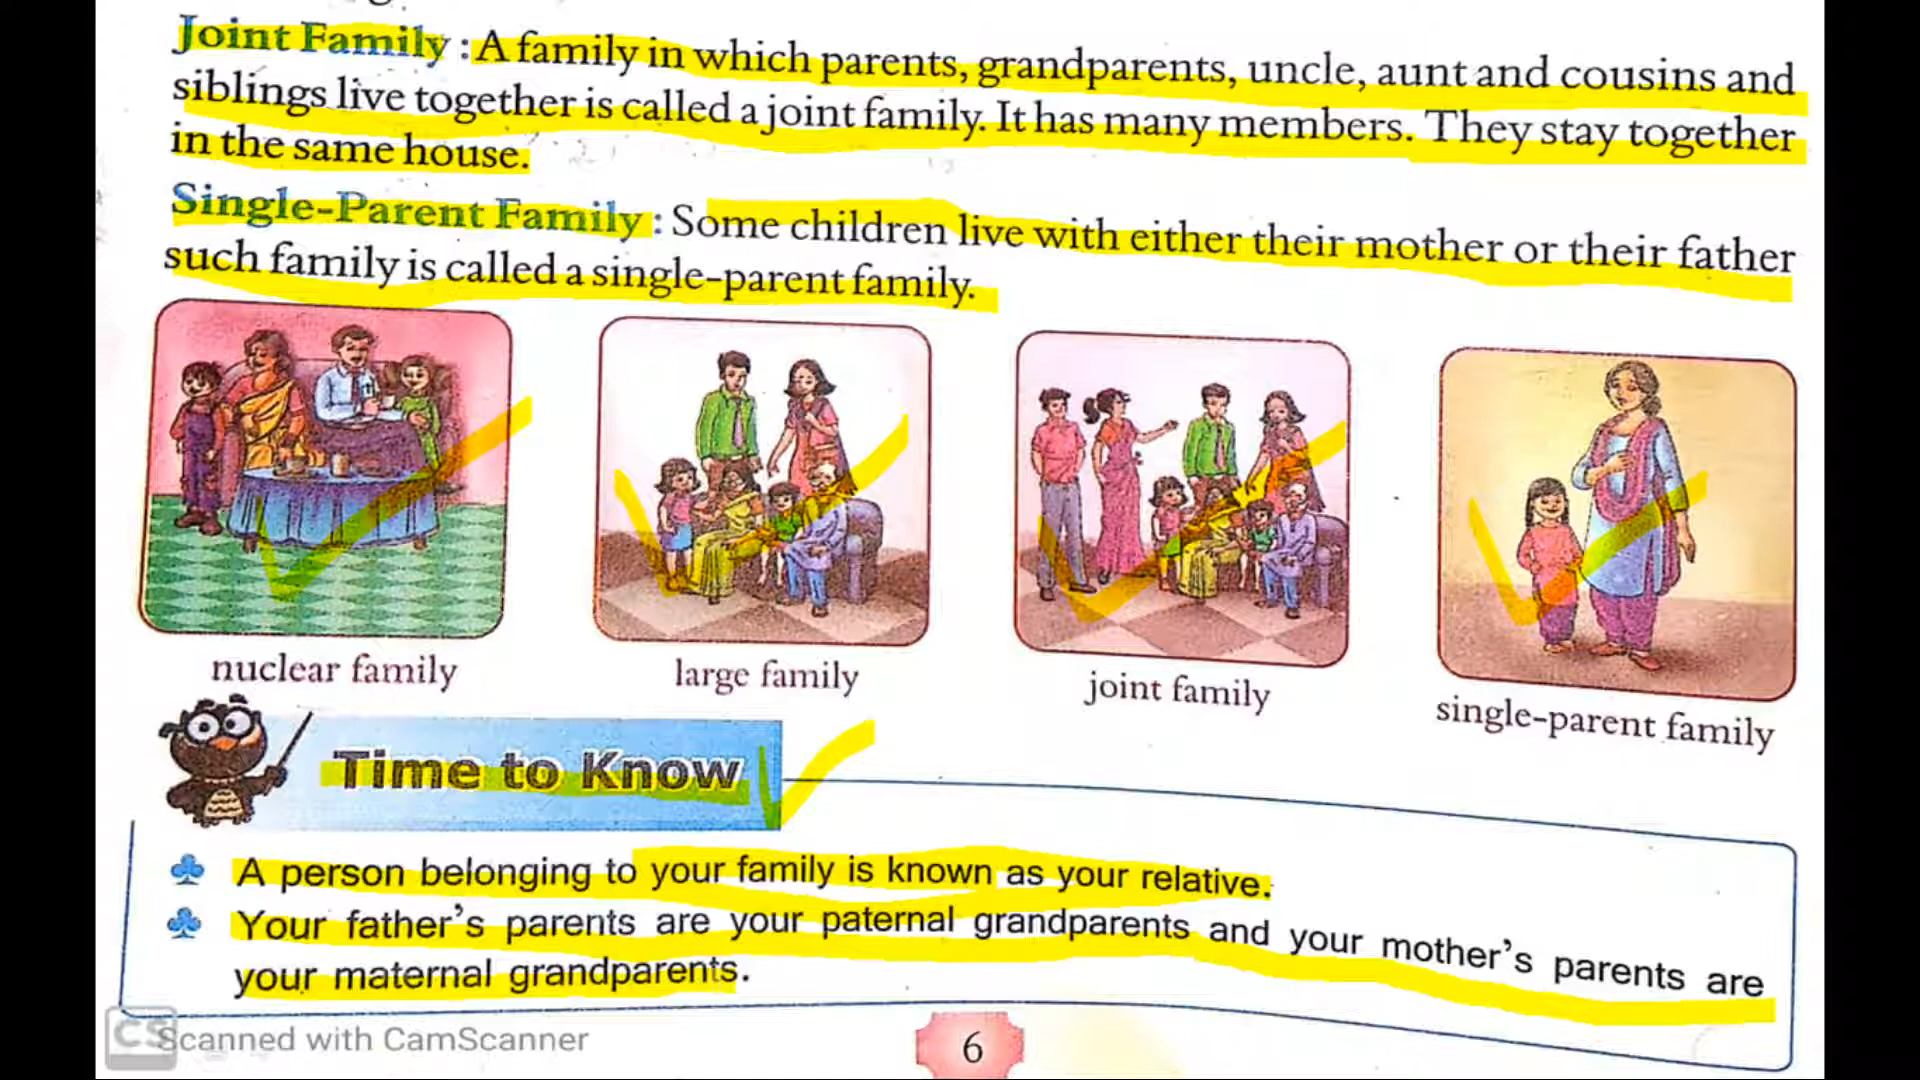 Joint Family : A family in which parents, grandparents, uncle, aunt and cousins and
siblings live together is called a joint family. It has many members. They stay together
in the same house.
Single-Parent Family : Some children live with either their mother or their father
such family is called a single-parent family.
nuclear family
large family
joint family
single-parent family
Time to Know
A person belonging to your family is known as your relative.
Your father's parents are your paternal grandparents and your mother's parents are
your maternal grandparents.
CS Scanned with CamScanner
6